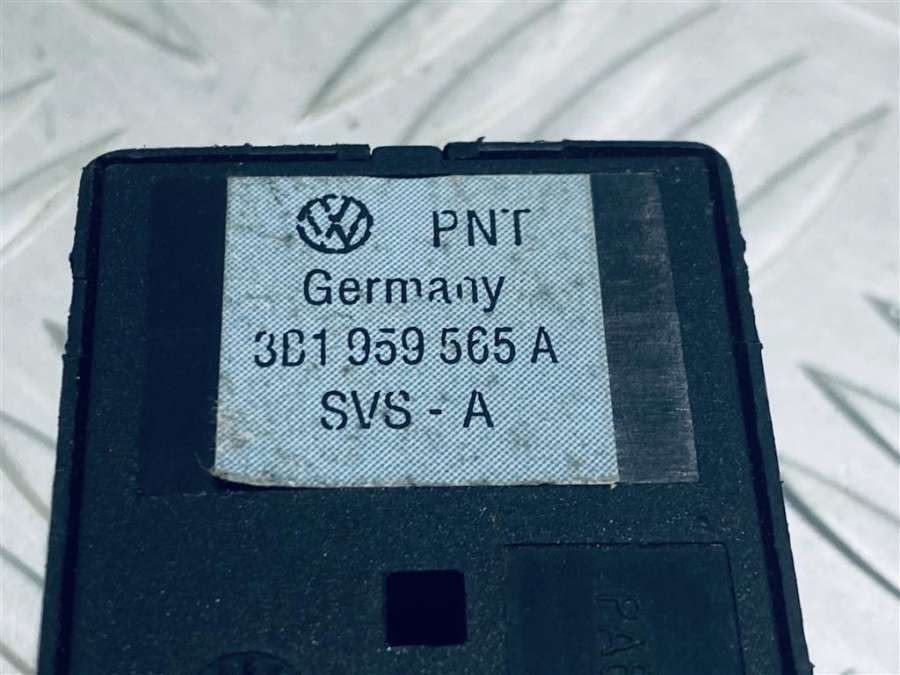 PNT
Germany
3B1 959 565 A
SVS - A